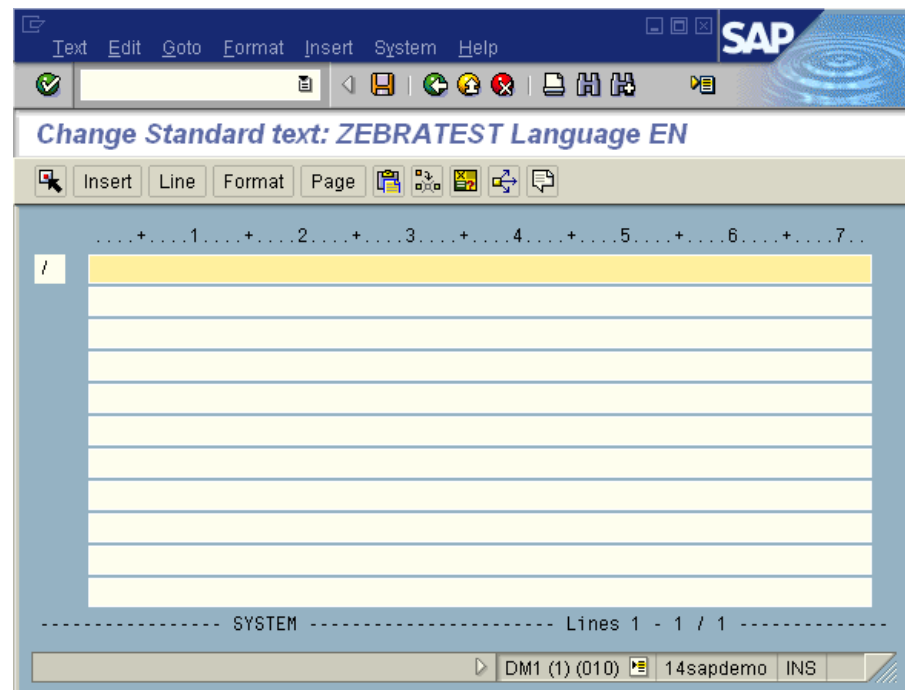 Text Edit Goto Format Insert System Help
SAP
Change Standard text: ZEBRATEST Language EN
Insert Line Format Page
....+....1....+....2....+....3....+....4....+....5....+....6....+....7..
/
----------------- SYSTEM ----------------------- Lines 1 - 1 / 1 --------------
DM1 (1) (010) 14sapdemo INS